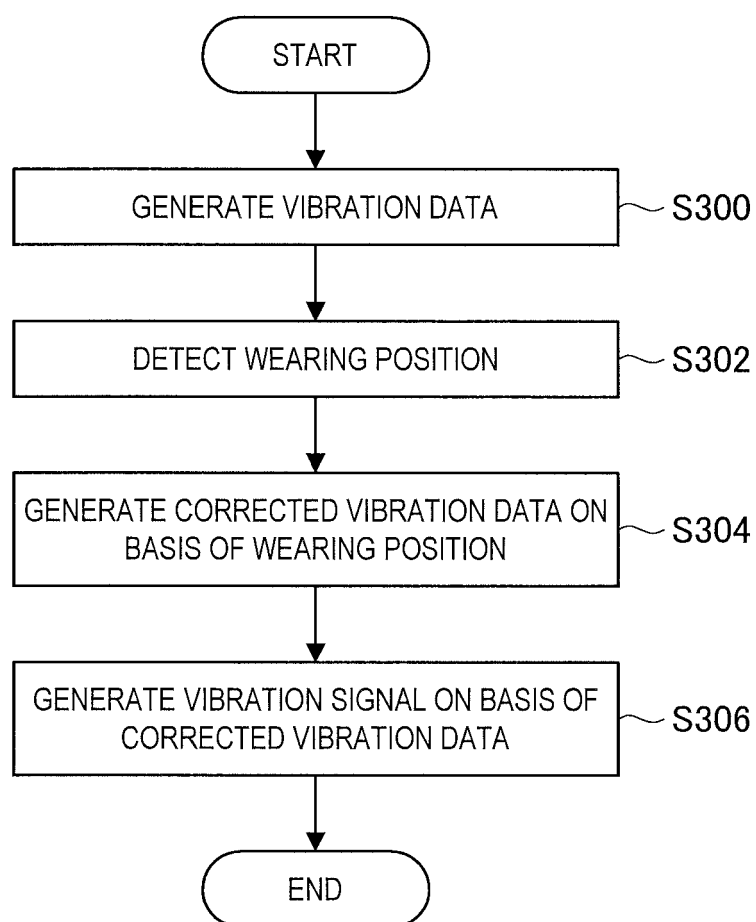 START
GENERATE VIBRATION DATA
S300
DETECT WEARING POSITION
S302
GENERATE CORRECTED VIBRATION DATA ON
BASIS OF WEARING POSITION
S304
GENERATE VIBRATION SIGNAL ON BASIS OF
CORRECTED VIBRATION DATA
S306
END